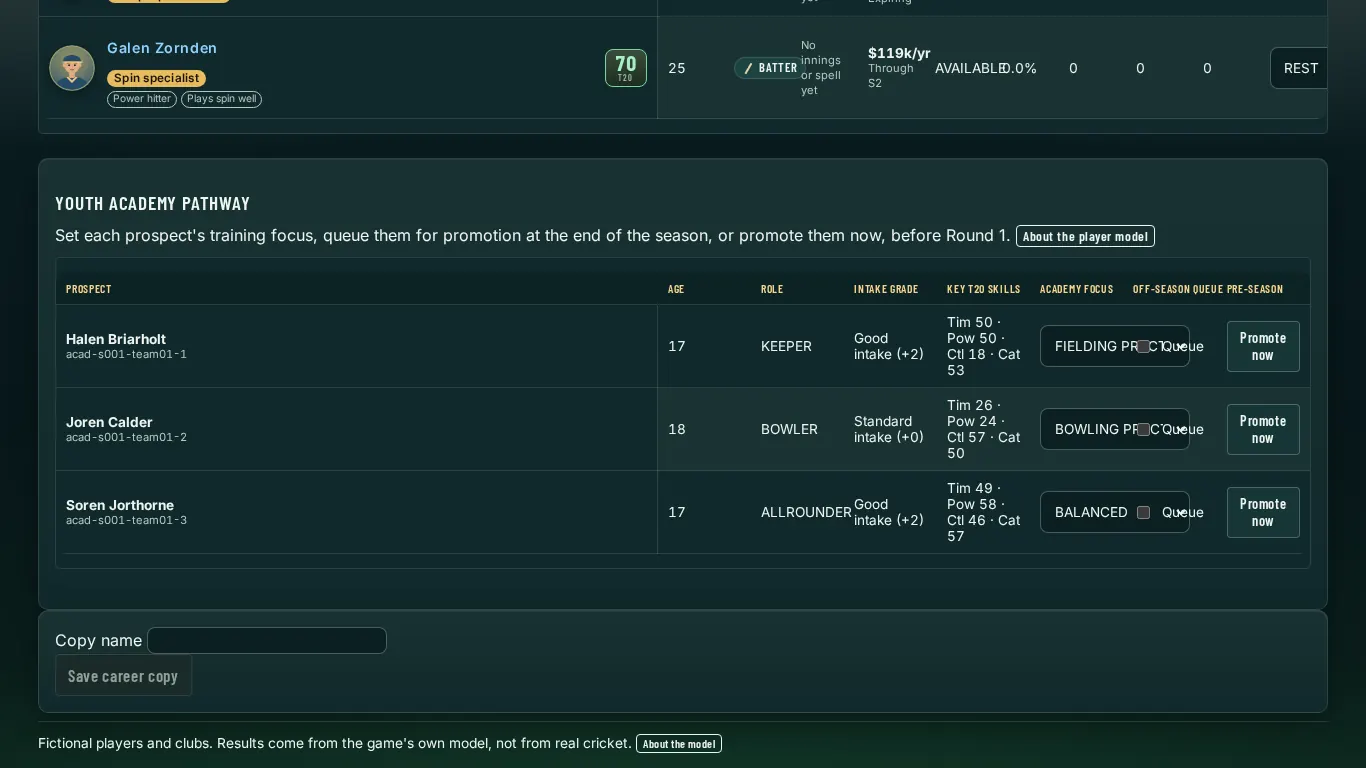 yet
Expiring
Galen Zornden
Spin specialist
Power hitter
Plays spin well
70
T20
25
BATTER
No
innings
or spell
yet
$119k/yr
Through
S2
AVAILABLE
0.0%
0
0
0
REST
YOUTH ACADEMY PATHWAY
Set each prospect's training focus, queue them for promotion at the end of the season, or promote them now, before Round 1. About the player model
PROSPECT AGE ROLE INTAKE GRADE KEY T20 SKILLS ACADEMY FOCUS OFF-SEASON QUEUE PRE-SEASON
Halen Briarholt
acad-s001-team01-1
17
KEEPER
Good
intake (+2)
Tim 50 ·
Pow 50 ·
Ctl 18 · Cat
53
FIELDING
Queue
Promote
now
Joren Calder
acad-s001-team01-2
18
BOWLER
Standard
intake (+0)
Tim 26 ·
Pow 24 ·
Ctl 57 · Cat
50
BOWLING
Queue
Promote
now
Soren Jorthorne
acad-s001-team01-3
17
ALLROUNDER
Good
intake (+2)
Tim 49 ·
Pow 58 ·
Ctl 46 · Cat
57
BALANCED
Queue
Promote
now
Copy name
Save career copy
Fictional players and clubs. Results come from the game's own model, not from real cricket. About the model